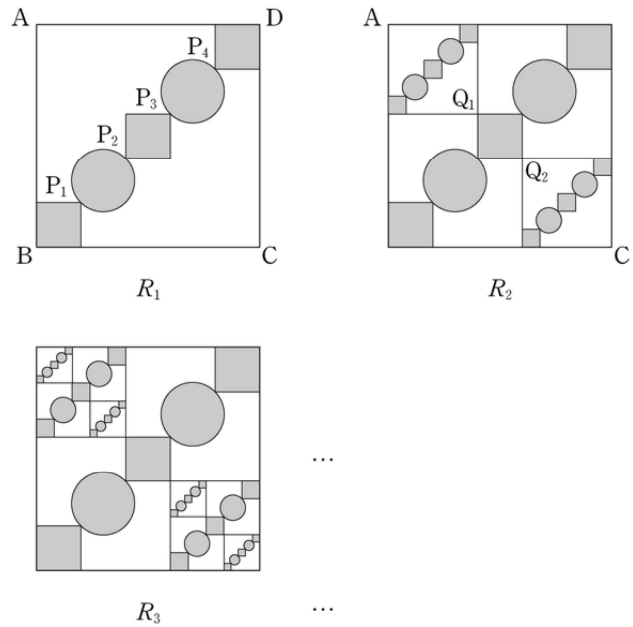 A D A
P₄
P₃ Q₁
P₂ Q₂
P₁
B C C
R₁ R₂
...
R₃ ...